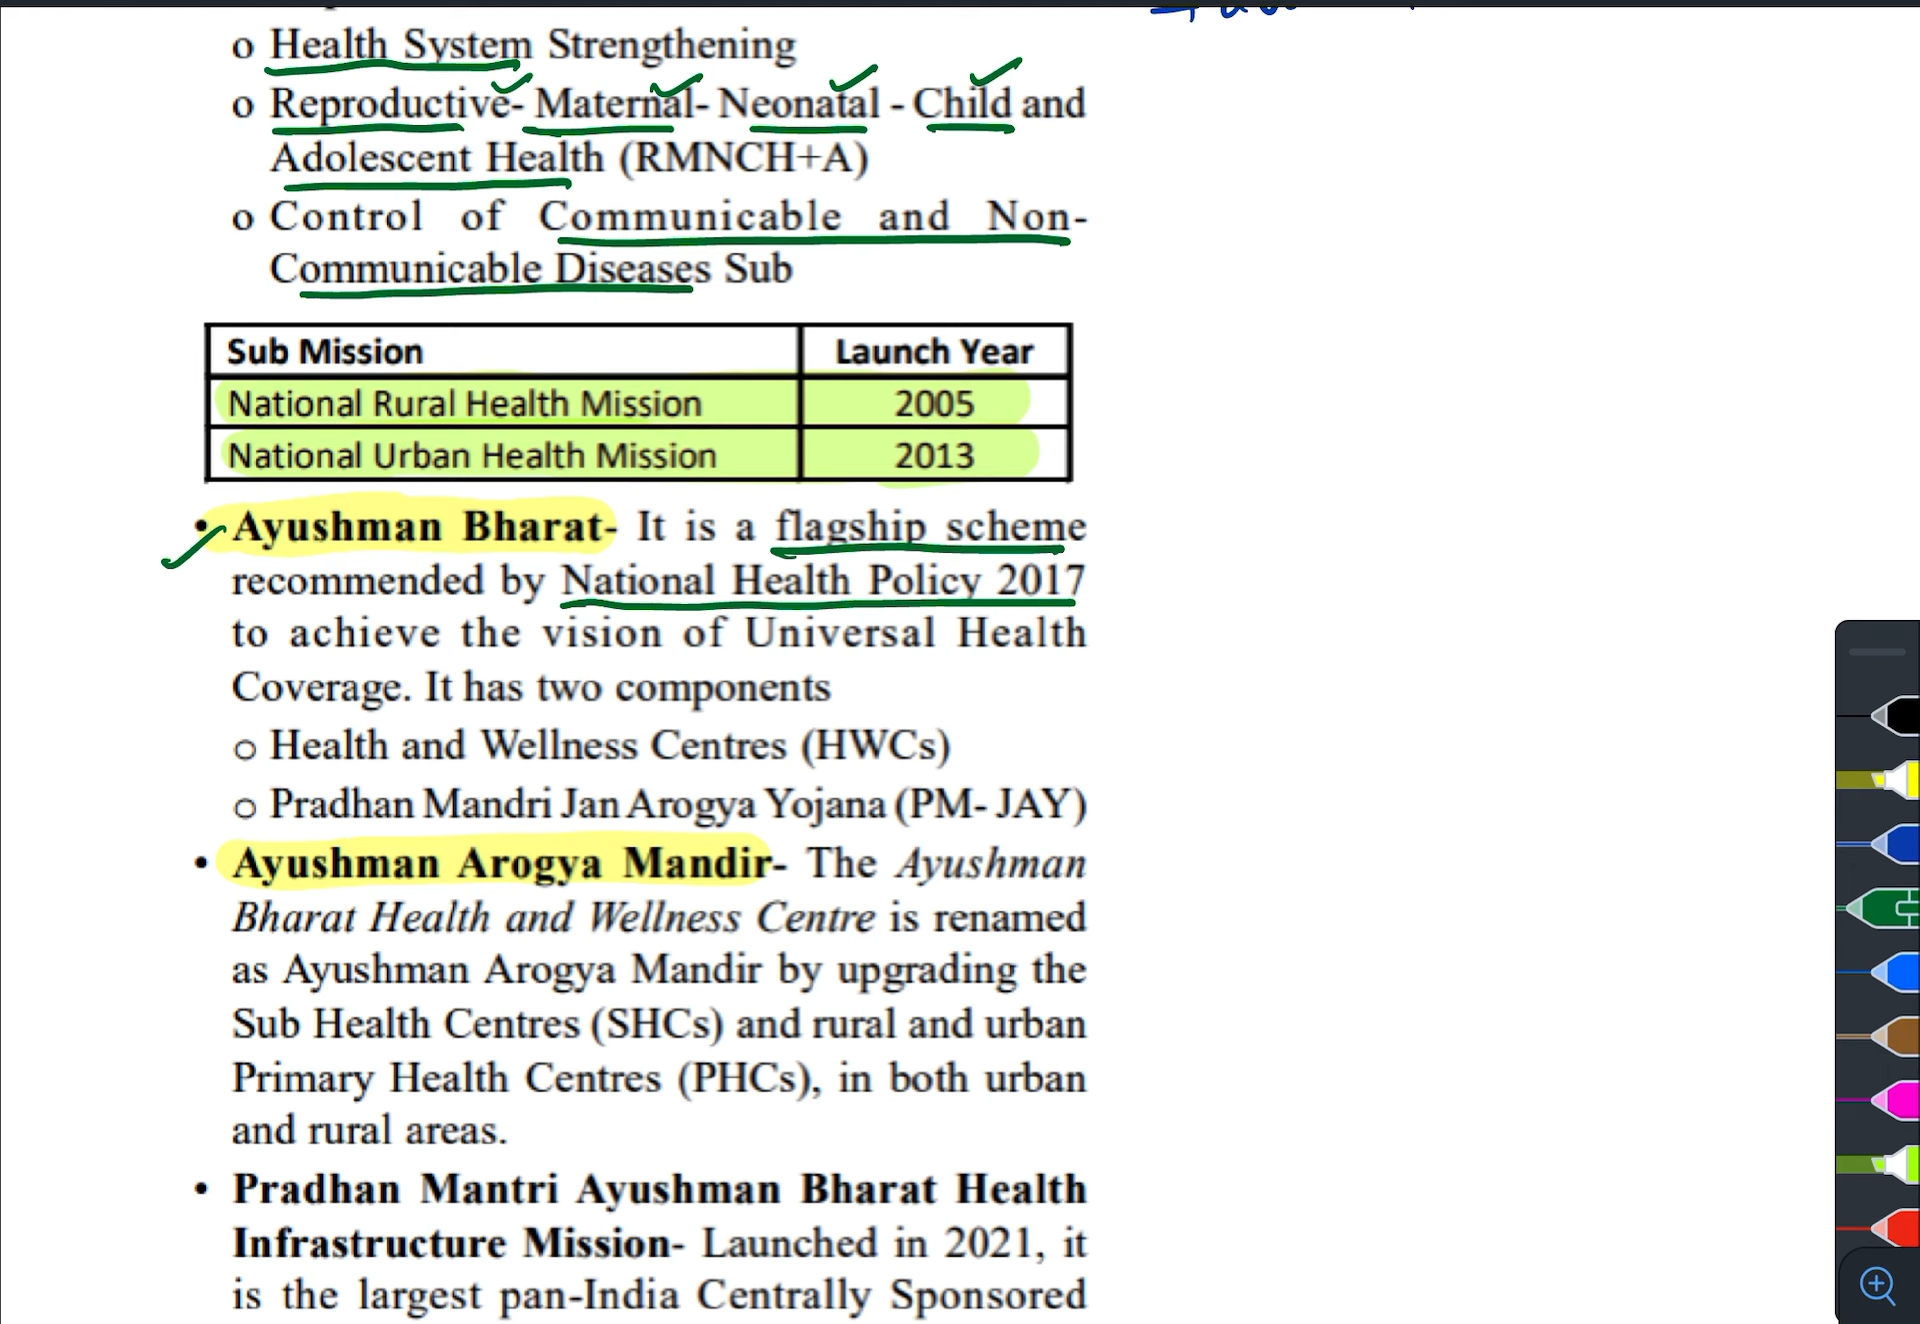 o Health System Strengthening
o Reproductive- Maternal- Neonatal - Child and
Adolescent Health (RMNCH+A)
o Control of Communicable and Non-
Communicable Diseases Sub
Sub Mission Launch Year
National Rural Health Mission 2005
National Urban Health Mission 2013
• Ayushman Bharat- It is a flagship scheme
recommended by National Health Policy 2017
to achieve the vision of Universal Health
Coverage. It has two components
o Health and Wellness Centres (HWCs)
o Pradhan Mandri Jan Arogya Yojana (PM- JAY)
• Ayushman Arogya Mandir- The Ayushman
Bharat Health and Wellness Centre is renamed
as Ayushman Arogya Mandir by upgrading the
Sub Health Centres (SHCs) and rural and urban
Primary Health Centres (PHCs), in both urban
and rural areas.
• Pradhan Mantri Ayushman Bharat Health
Infrastructure Mission- Launched in 2021, it
is the largest pan-India Centrally Sponsored